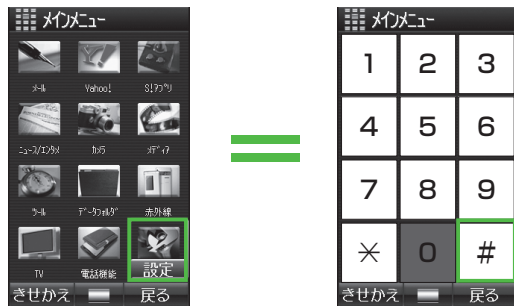 メインメニュー
メール
Yahoo!
S!アプリ
ニュース/エンタメ
カメラ
メディア
ツール
データフォルダ
赤外線
TV
電話機能
設定
きせかえ
戻る
メインメニュー
1 2 3
4 5 6
7 8 9
＊ 0 #
きせかえ
戻る